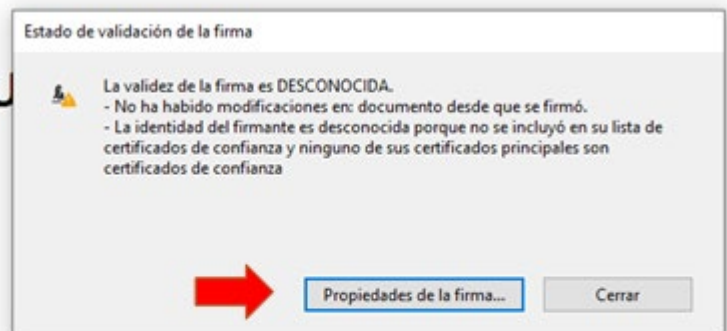 Estado de validación de la firma
La validez de la firma es DESCONOCIDA.
- No ha habido modificaciones en: documento desde que se firmó.
- La identidad del firmante es desconocida porque no se incluyó en su lista de
certificados de confianza y ninguno de sus certificados principales son
certificados de confianza
Propiedades de la firma...
Cerrar